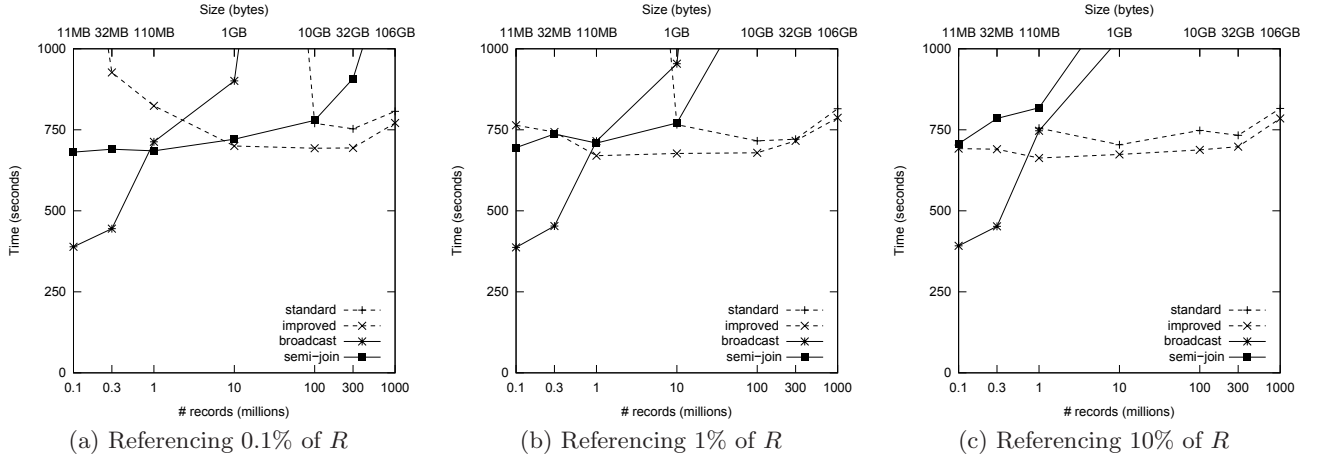 Size (bytes)
11MB 32MB 110MB 1GB 10GB 32GB 106GB
1000
750
500
250
0
Time (seconds)
standard
improved
broadcast
semi-join
0.1 0.3 1 10 100 300 1000
# records (millions)
(a) Referencing 0.1% of R
Size (bytes)
11MB 32MB 110MB 1GB 10GB 32GB 106GB
1000
750
500
250
0
Time (seconds)
standard
improved
broadcast
semi-join
0.1 0.3 1 10 100 300 1000
# records (millions)
(b) Referencing 1% of R
Size (bytes)
11MB 32MB 110MB 1GB 10GB 32GB 106GB
1000
750
500
250
0
Time (seconds)
standard
improved
broadcast
semi-join
0.1 0.3 1 10 100 300 1000
# records (millions)
(c) Referencing 10% of R